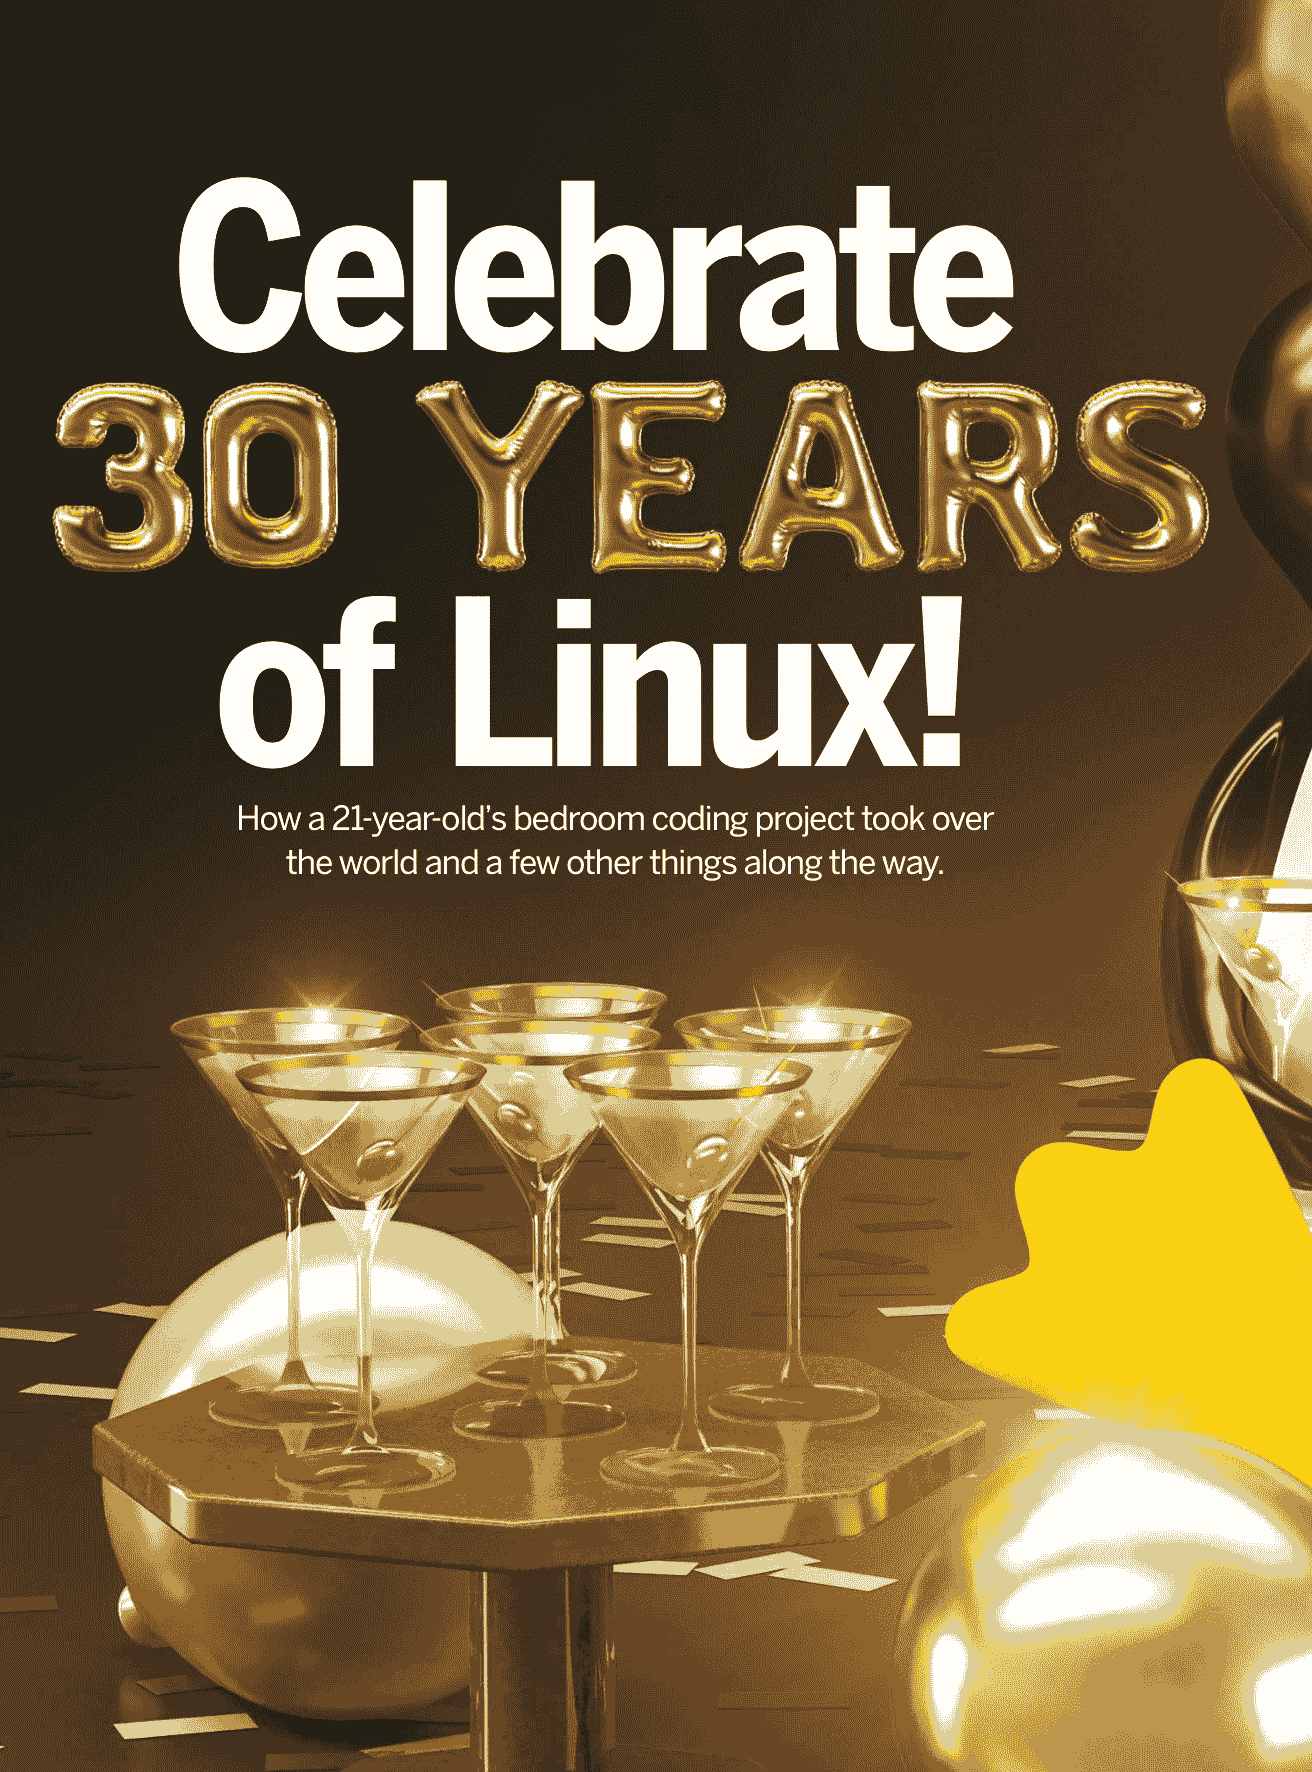 Celebrate
30 YEARS
of Linux!
How a 21-year-old’s bedroom coding project took over
the world and a few other things along the way.